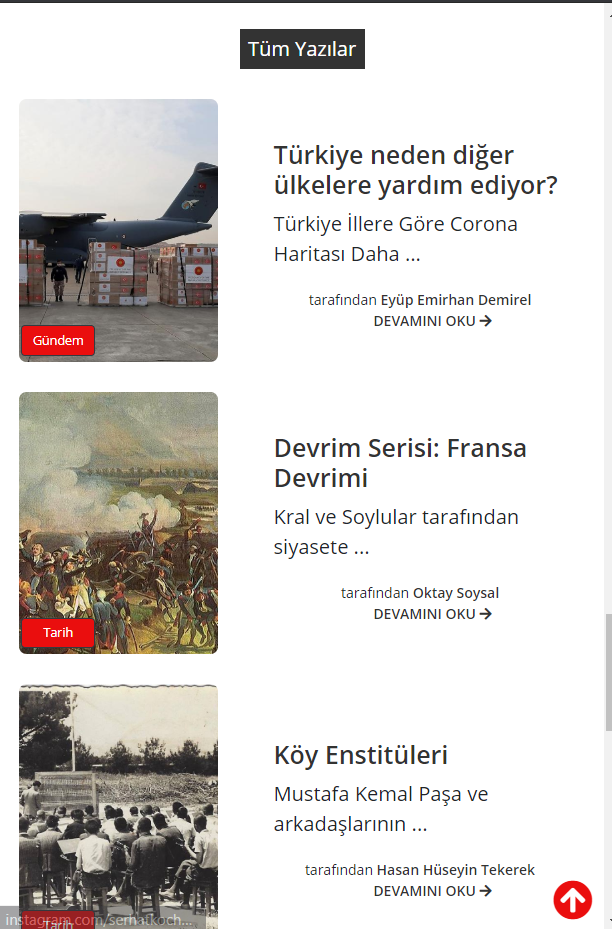 Tüm Yazılar
Türkiye neden diğer
ülkelere yardım ediyor?
Türkiye İllere Göre Corona
Haritası Daha ...
tarafından Eyüp Emirhan Demirel
DEVAMINI OKU
Gündem
Devrim Serisi: Fransa
Devrimi
Kral ve Soylular tarafından
siyasete ...
tarafından Oktay Soysal
DEVAMINI OKU
Tarih
Köy Enstitüleri
Mustafa Kemal Paşa ve
arkadaşlarının ...
tarafından Hasan Hüseyin Tekerek
DEVAMINI OKU
Tarih
instagram.com/serhatkoch...